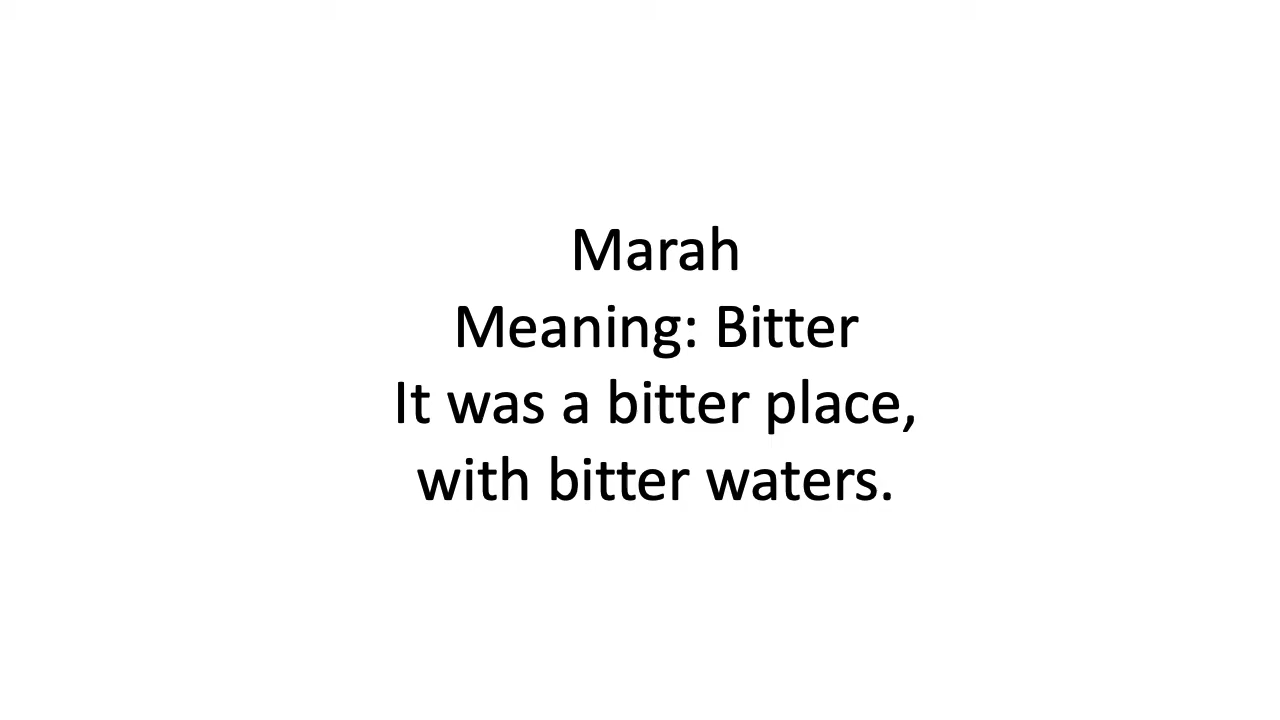 Marah
Meaning: Bitter
It was a bitter place,
with bitter waters.